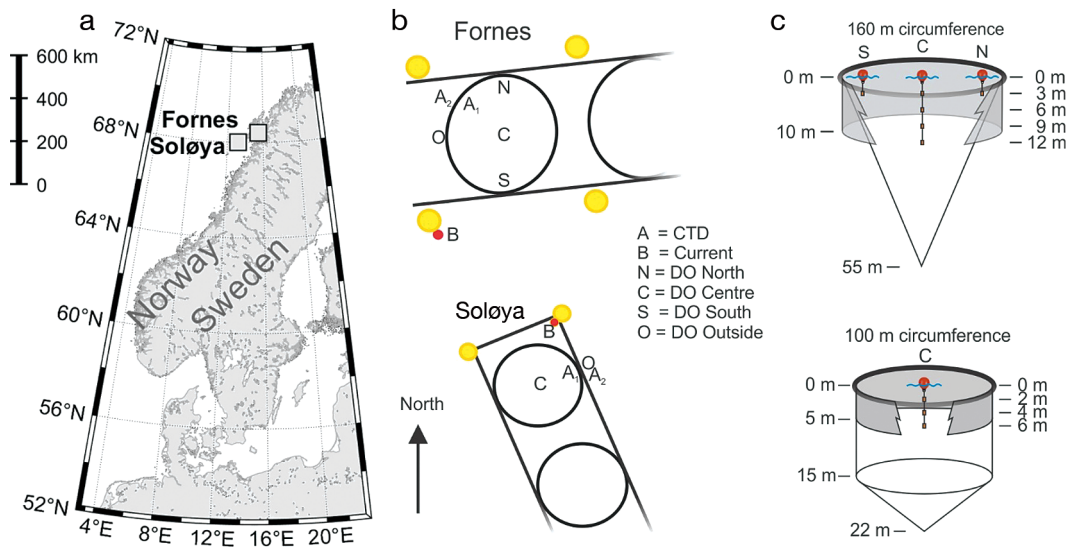 a
72°N
600 km
400
200
0
68°N
Fornes
Soløya
64°N
60°N
56°N
52°N
Norway
Sweden
4°E
8°E
12°E
16°E
20°E
b
Fornes
N
A2
A1
O
C
S
B
A = CTD
B = Current
N = DO North
C = DO Centre
S = DO South
O = DO Outside
Soløya
B
O
C
A1
A2
North
c
160 m circumference
S
C
N
0 m
0 m
3 m
6 m
9 m
10 m
12 m
55 m
100 m circumference
C
0 m
0 m
2 m
4 m
5 m
6 m
15 m
22 m